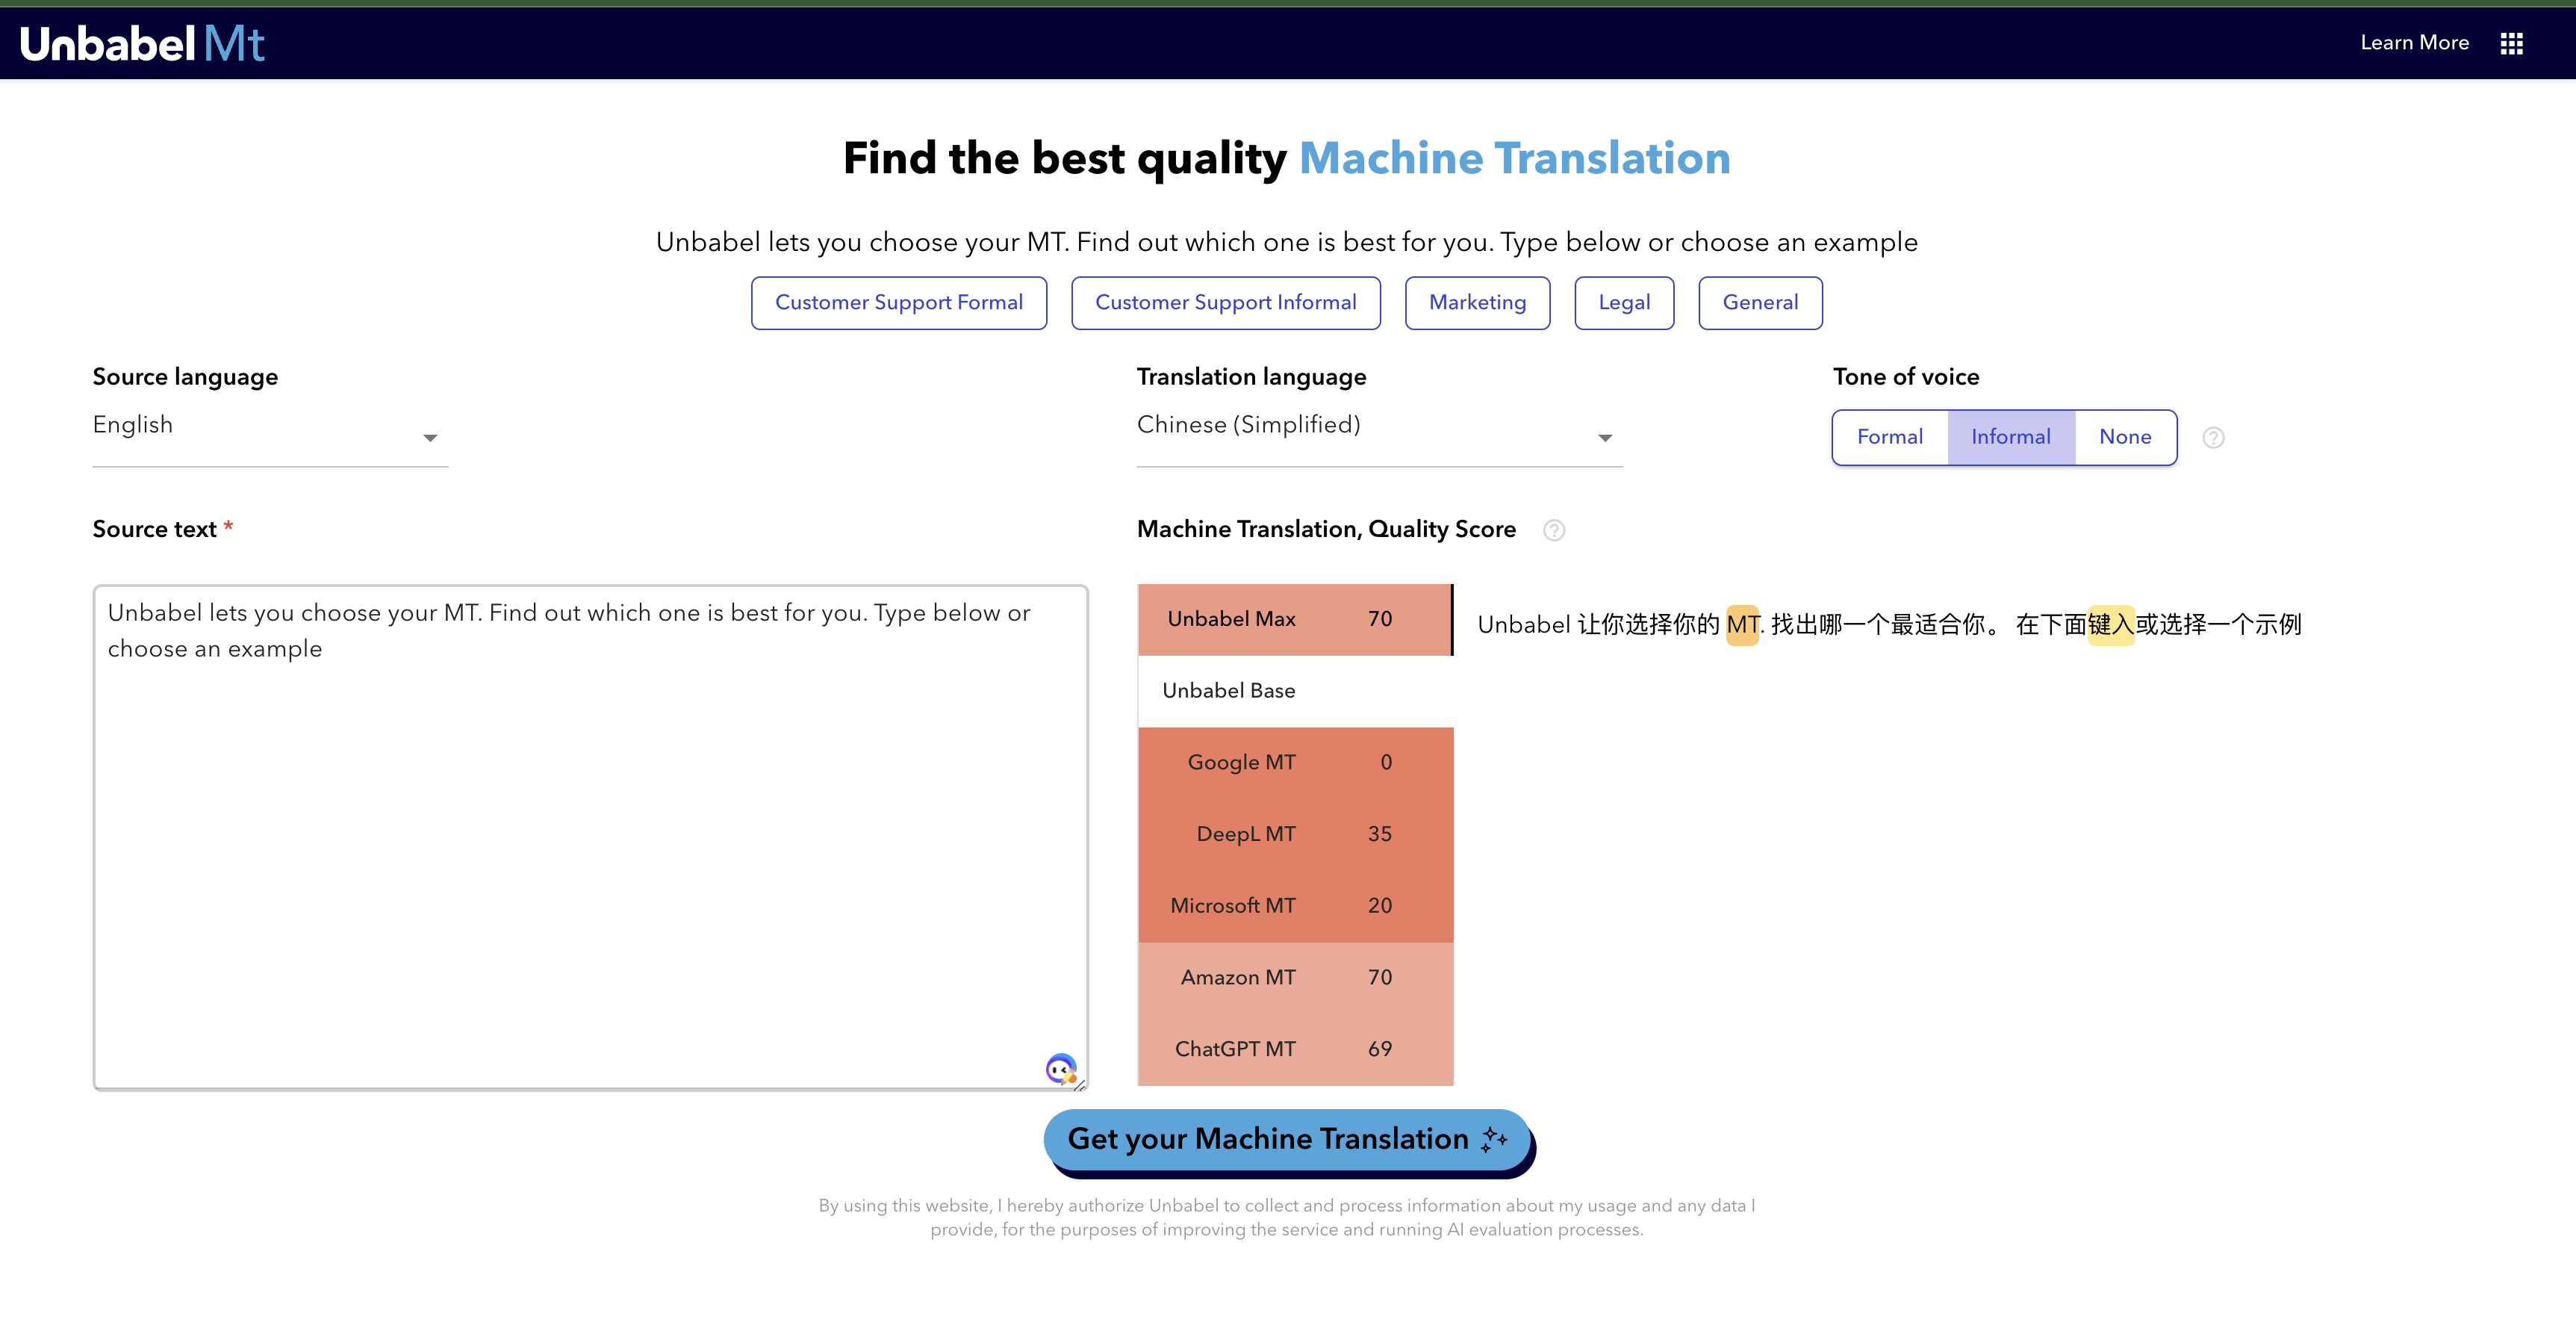 Unbabel Mt
Learn More
Find the best quality Machine Translation
Unbabel lets you choose your MT. Find out which one is best for you. Type below or choose an example
Customer Support Formal
Customer Support Informal
Marketing
Legal
General
Source language
English
Translation language
Chinese (Simplified)
Tone of voice
Formal
Informal
None
?
Source text *
Unbabel lets you choose your MT. Find out which one is best for you. Type below or
choose an example
Machine Translation, Quality Score
?
Unbabel Max 70
Unbabel 让你选择你的 MT. 找出哪一个最适合你。 在下面键入或选择一个示例
Unbabel Base
Google MT 0
DeepL MT 35
Microsoft MT 20
Amazon MT 70
ChatGPT MT 69
Get your Machine Translation
By using this website, I hereby authorize Unbabel to collect and process information about my usage and any data I
provide, for the purposes of improving the service and running AI evaluation processes.